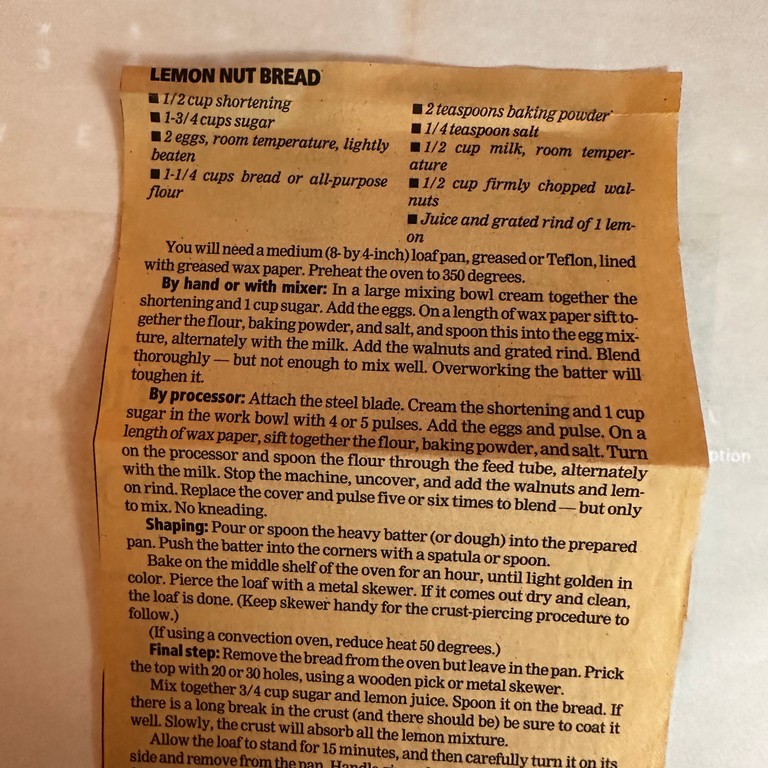 LEMON NUT BREAD
■ 1/2 cup shortening
■ 1-3/4 cups sugar
■ 2 eggs, room temperature, lightly
beaten
■ 1-1/4 cups bread or all-purpose
flour
■ 2 teaspoons baking powder
■ 1/4 teaspoon salt
■ 1/2 cup milk, room temper-
ature
■ 1/2 cup firmly chopped wal-
nuts
■ Juice and grated rind of 1 lem-
on
You will need a medium (8- by 4-inch) loaf pan, greased or Teflon, lined
with greased wax paper. Preheat the oven to 350 degrees.
By hand or with mixer: In a large mixing bowl cream together the
shortening and 1 cup sugar. Add the eggs. On a length of wax paper sift to-
gether the flour, baking powder, and salt, and spoon this into the egg mix-
ture, alternately with the milk. Add the walnuts and grated rind. Blend
thoroughly — but not enough to mix well. Overworking the batter will
toughen it.
By processor: Attach the steel blade. Cream the shortening and 1 cup
sugar in the work bowl with 4 or 5 pulses. Add the eggs and pulse. On a
length of wax paper, sift together the flour, baking powder, and salt. Turn
on the processor and spoon the flour through the feed tube, alternately
with the milk. Stop the machine, uncover, and add the walnuts and lem-
on rind. Replace the cover and pulse five or six times to blend — but only
to mix. No kneading.
Shaping: Pour or spoon the heavy batter (or dough) into the prepared
pan. Push the batter into the corners with a spatula or spoon.
Bake on the middle shelf of the oven for an hour, until light golden in
color. Pierce the loaf with a metal skewer. If it comes out dry and clean,
the loaf is done. (Keep skewer handy for the crust-piercing procedure to
follow.)
(If using a convection oven, reduce heat 50 degrees.)
Final step: Remove the bread from the oven but leave in the pan. Prick
the top with 20 or 30 holes, using a wooden pick or metal skewer.
Mix together 3/4 cup sugar and lemon juice. Spoon it on the bread. If
there is a long break in the crust (and there should be) be sure to coat it
well. Slowly, the crust will absorb all the lemon mixture.
Allow the loaf to stand for 15 minutes, and then carefully turn it on its
side and remove from the pan. Handle